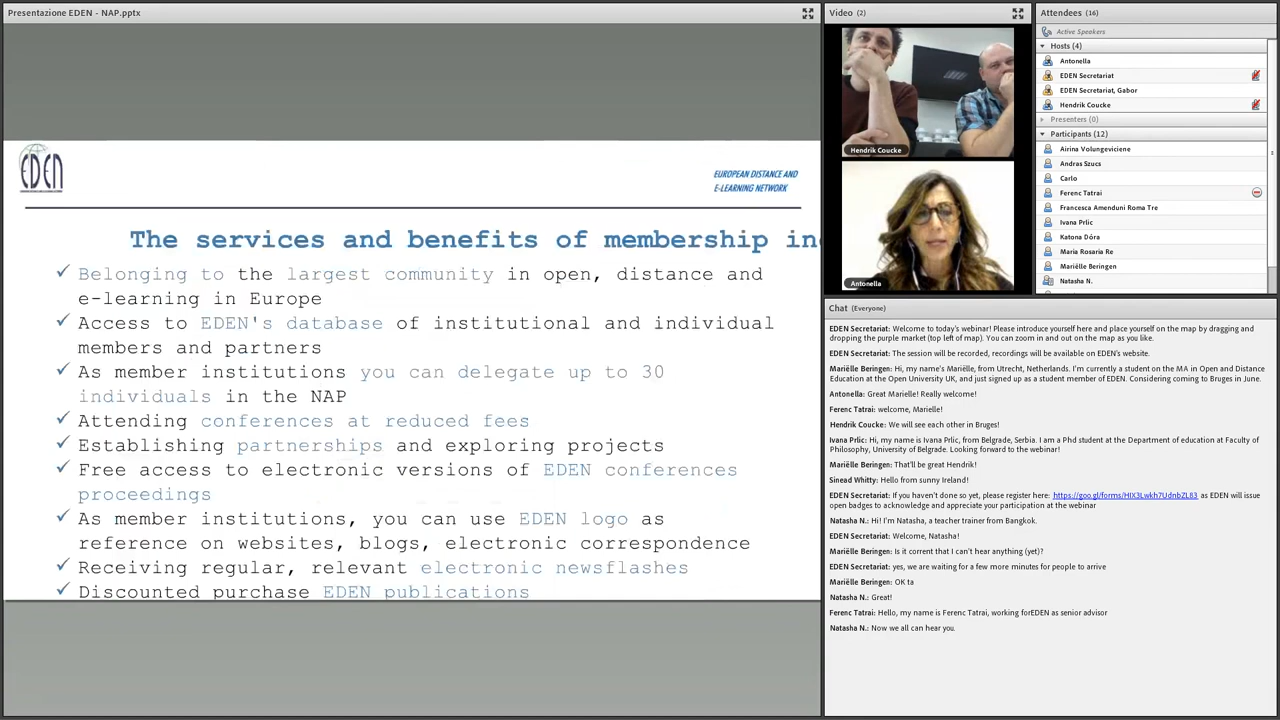 Presentazione EDEN - NAP.pptx
EDEN
EUROPEAN DISTANCE AND
E-LEARNING NETWORK
The services and benefits of membership in
Belonging to the largest community in open, distance and
e-learning in Europe
Access to EDEN's database of institutional and individual
members and partners
As member institutions you can delegate up to 30
individuals in the NAP
Attending conferences at reduced fees
Establishing partnerships and exploring projects
Free access to electronic versions of EDEN conferences
proceedings
As member institutions, you can use EDEN logo as
reference on websites, blogs, electronic correspondence
Receiving regular, relevant electronic newsflashes
Discounted purchase EDEN publications
Video (2)
Hendrik Coucke
Antonella
Attendees (16)
Active Speakers
Hosts (4)
Antonella
EDEN Secretariat
EDEN Secretariat, Gabor
Hendrik Coucke
Presenters (0)
Participants (12)
Airina Volungeviciene
Andras Szucs
Carlo
Ferenc Tatrai
Francesca Amenduni Roma Tre
Ivana Prlic
Katona Dóra
Maria Rosaria Re
Mariëlle Beringen
Natasha N.
Chat (Everyone)
EDEN Secretariat: Welcome to today's webinar! Please introduce yourself here and place yourself on the map by dragging and
dropping the purple market (top left of map). You can zoom in and out on the map as you like.
EDEN Secretariat: The session will be recorded, recordings will be available on EDEN's website.
Mariëlle Beringen: Hi, my name's Mariëlle, from Utrecht, Netherlands. I'm currently a student on the MA in Open and Distance
Education at the Open University UK, and just signed up as a student member of EDEN. Considering coming to Bruges in June.
Antonella: Great Marielle! Really welcome!
Ferenc Tatrai: welcome, Marielle!
Hendrik Coucke: We will see each other in Bruges!
Ivana Prlic: Hi, my name is Ivana Prlic, from Belgrade, Serbia. I am a Phd student at the Department of education at Faculty of
Philosophy, University of Belgrade. Looking forward to the webinar!
Mariëlle Beringen: That'll be great Hendrik!
Sinead Whitty: Hello from sunny Ireland!
EDEN Secretariat: If you haven't done so yet, please register here: https://goo.gl/forms/HIX3Lwkh7UdnbZL83 as EDEN will issue
open badges to acknowledge and appreciate your participation at the webinar
Natasha N.: Hi! I'm Natasha, a teacher trainer from Bangkok.
EDEN Secretariat: Welcome, Natasha!
Mariëlle Beringen: Is it corrent that I can't hear anything (yet)?
EDEN Secretariat: yes, we are waiting for a few more minutes for people to arrive
Mariëlle Beringen: OK ta
Natasha N.: Great!
Ferenc Tatrai: Hello, my name is Ferenc Tatrai, working forEDEN as senior advisor
Natasha N.: Now we all can hear you.